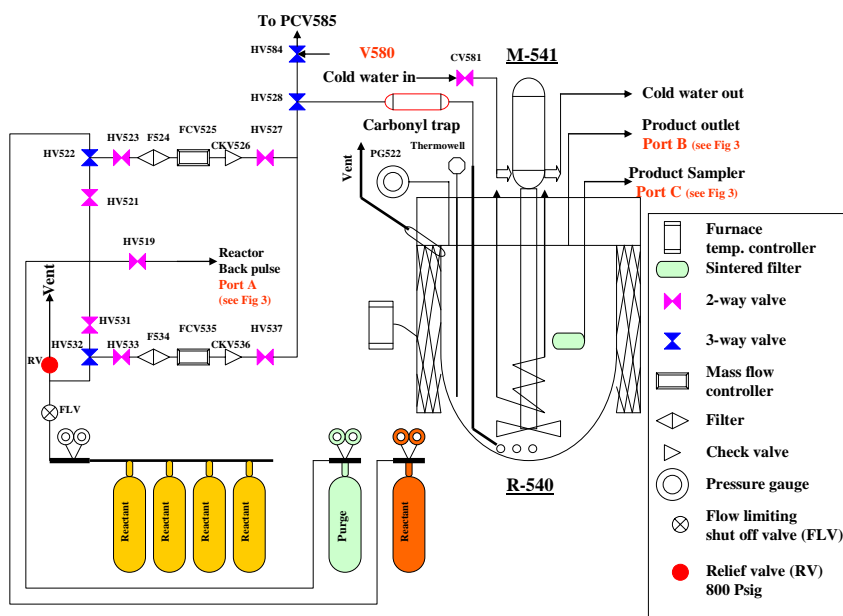 To PCV585
HV584
V580
CV581
M-541
Cold water in
HV528
Cold water out
Carbonyl trap
Product outlet
Port B (see Fig 3
HV523
F524
FCV525
CKV526
HV527
HV522
Vent
PG522
Thermowell
Product Sampler
Port C (see Fig 3)
HV521
HV519
Reactor
Back pulse
Port A
(see Fig 3)
Vent
HV531
HV532
HV533
F534
FCV535
CKV536
HV537
RV
FLV
Reactant
Reactant
Reactant
Reactant
Purge
Reactant
R-540
Furnace
temp. controller
Sintered filter
2-way valve
3-way valve
Mass flow
controller
Filter
Check valve
Pressure gauge
Flow limiting
shut off valve (FLV)
Relief valve (RV)
800 Psig